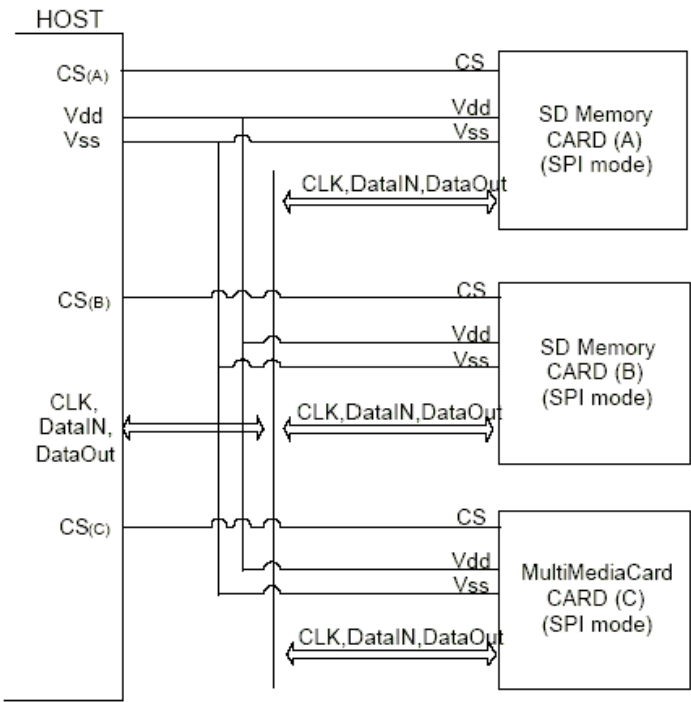 HOST
CS(A)
CS
Vdd
Vdd
Vss
Vss
SD Memory
CARD (A)
(SPI mode)
CLK,DataIN,DataOut
CS(B)
CS
Vdd
Vss
SD Memory
CARD (B)
(SPI mode)
CLK,
DataIN,
DataOut
CLK,DataIN,DataOut
CS(C)
CS
Vdd
Vss
MultiMediaCard
CARD (C)
(SPI mode)
CLK,DataIN,DataOut